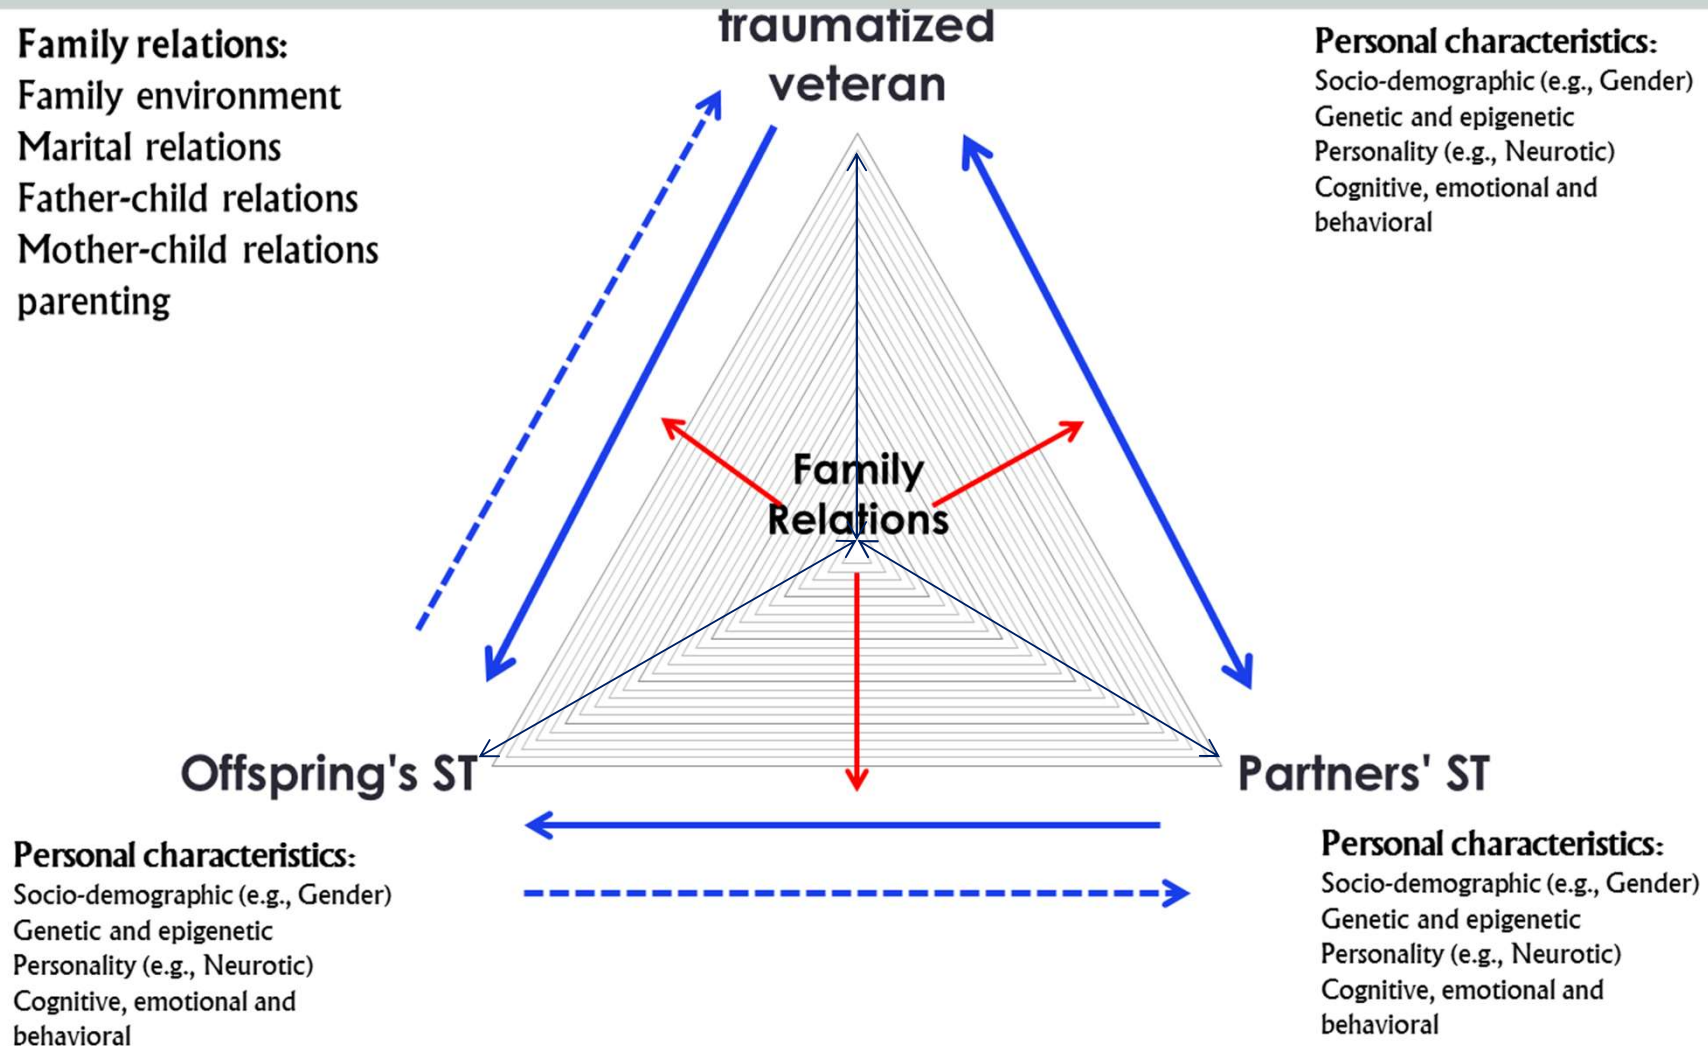 Family relations:
Family environment
Marital relations
Father-child relations
Mother-child relations
parenting
traumatized
veteran
Personal characteristics:
Socio-demographic (e.g., Gender)
Genetic and epigenetic
Personality (e.g., Neurotic)
Cognitive, emotional and
behavioral
Family
Relations
Offspring's ST
Partners' ST
Personal characteristics:
Socio-demographic (e.g., Gender)
Genetic and epigenetic
Personality (e.g., Neurotic)
Cognitive, emotional and
behavioral
Personal characteristics:
Socio-demographic (e.g., Gender)
Genetic and epigenetic
Personality (e.g., Neurotic)
Cognitive, emotional and
behavioral